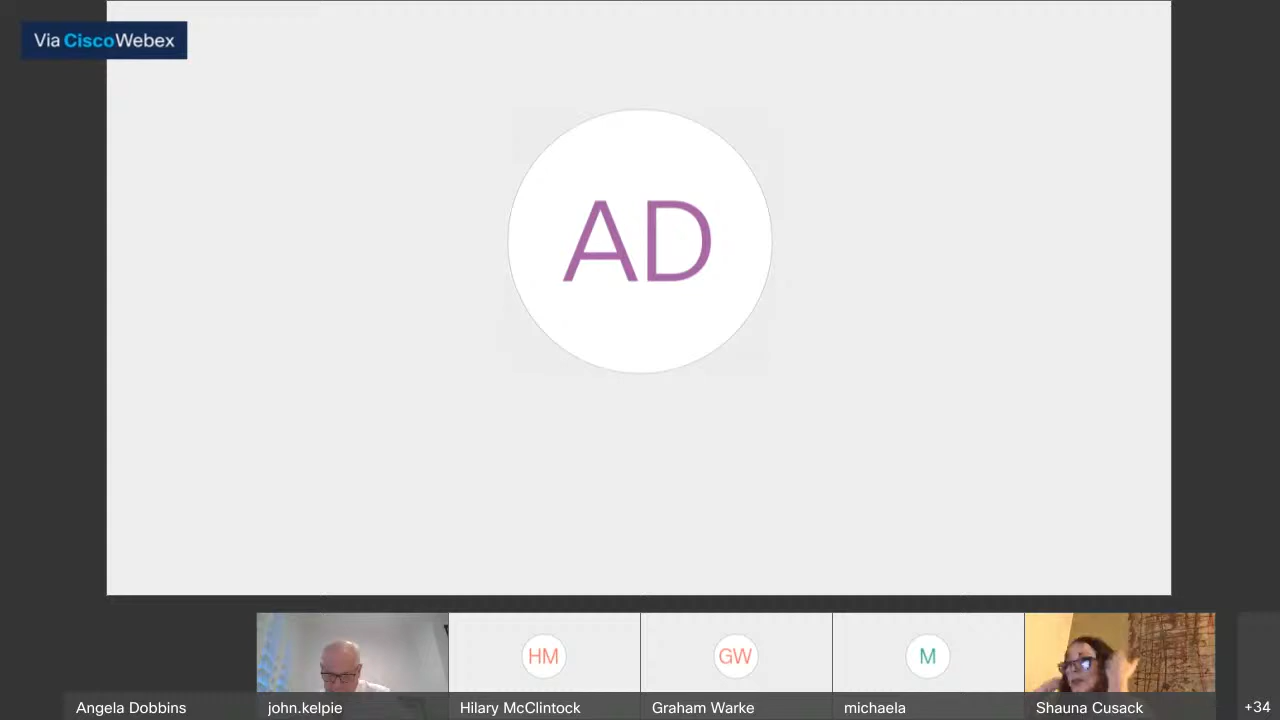 Via CiscoWebex
AD
HM
GW
M
Angela Dobbins
john.kelpie
Hilary McClintock
Graham Warke
michaela
Shauna Cusack
+34